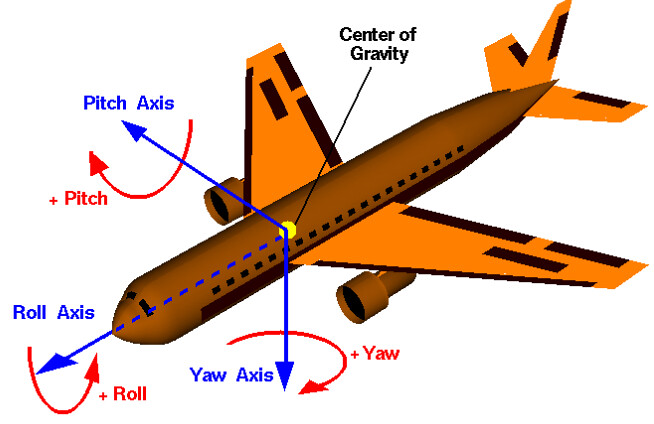 Center of
Gravity
Pitch Axis
+ Pitch
Roll Axis
+ Roll
Yaw Axis
+ Yaw